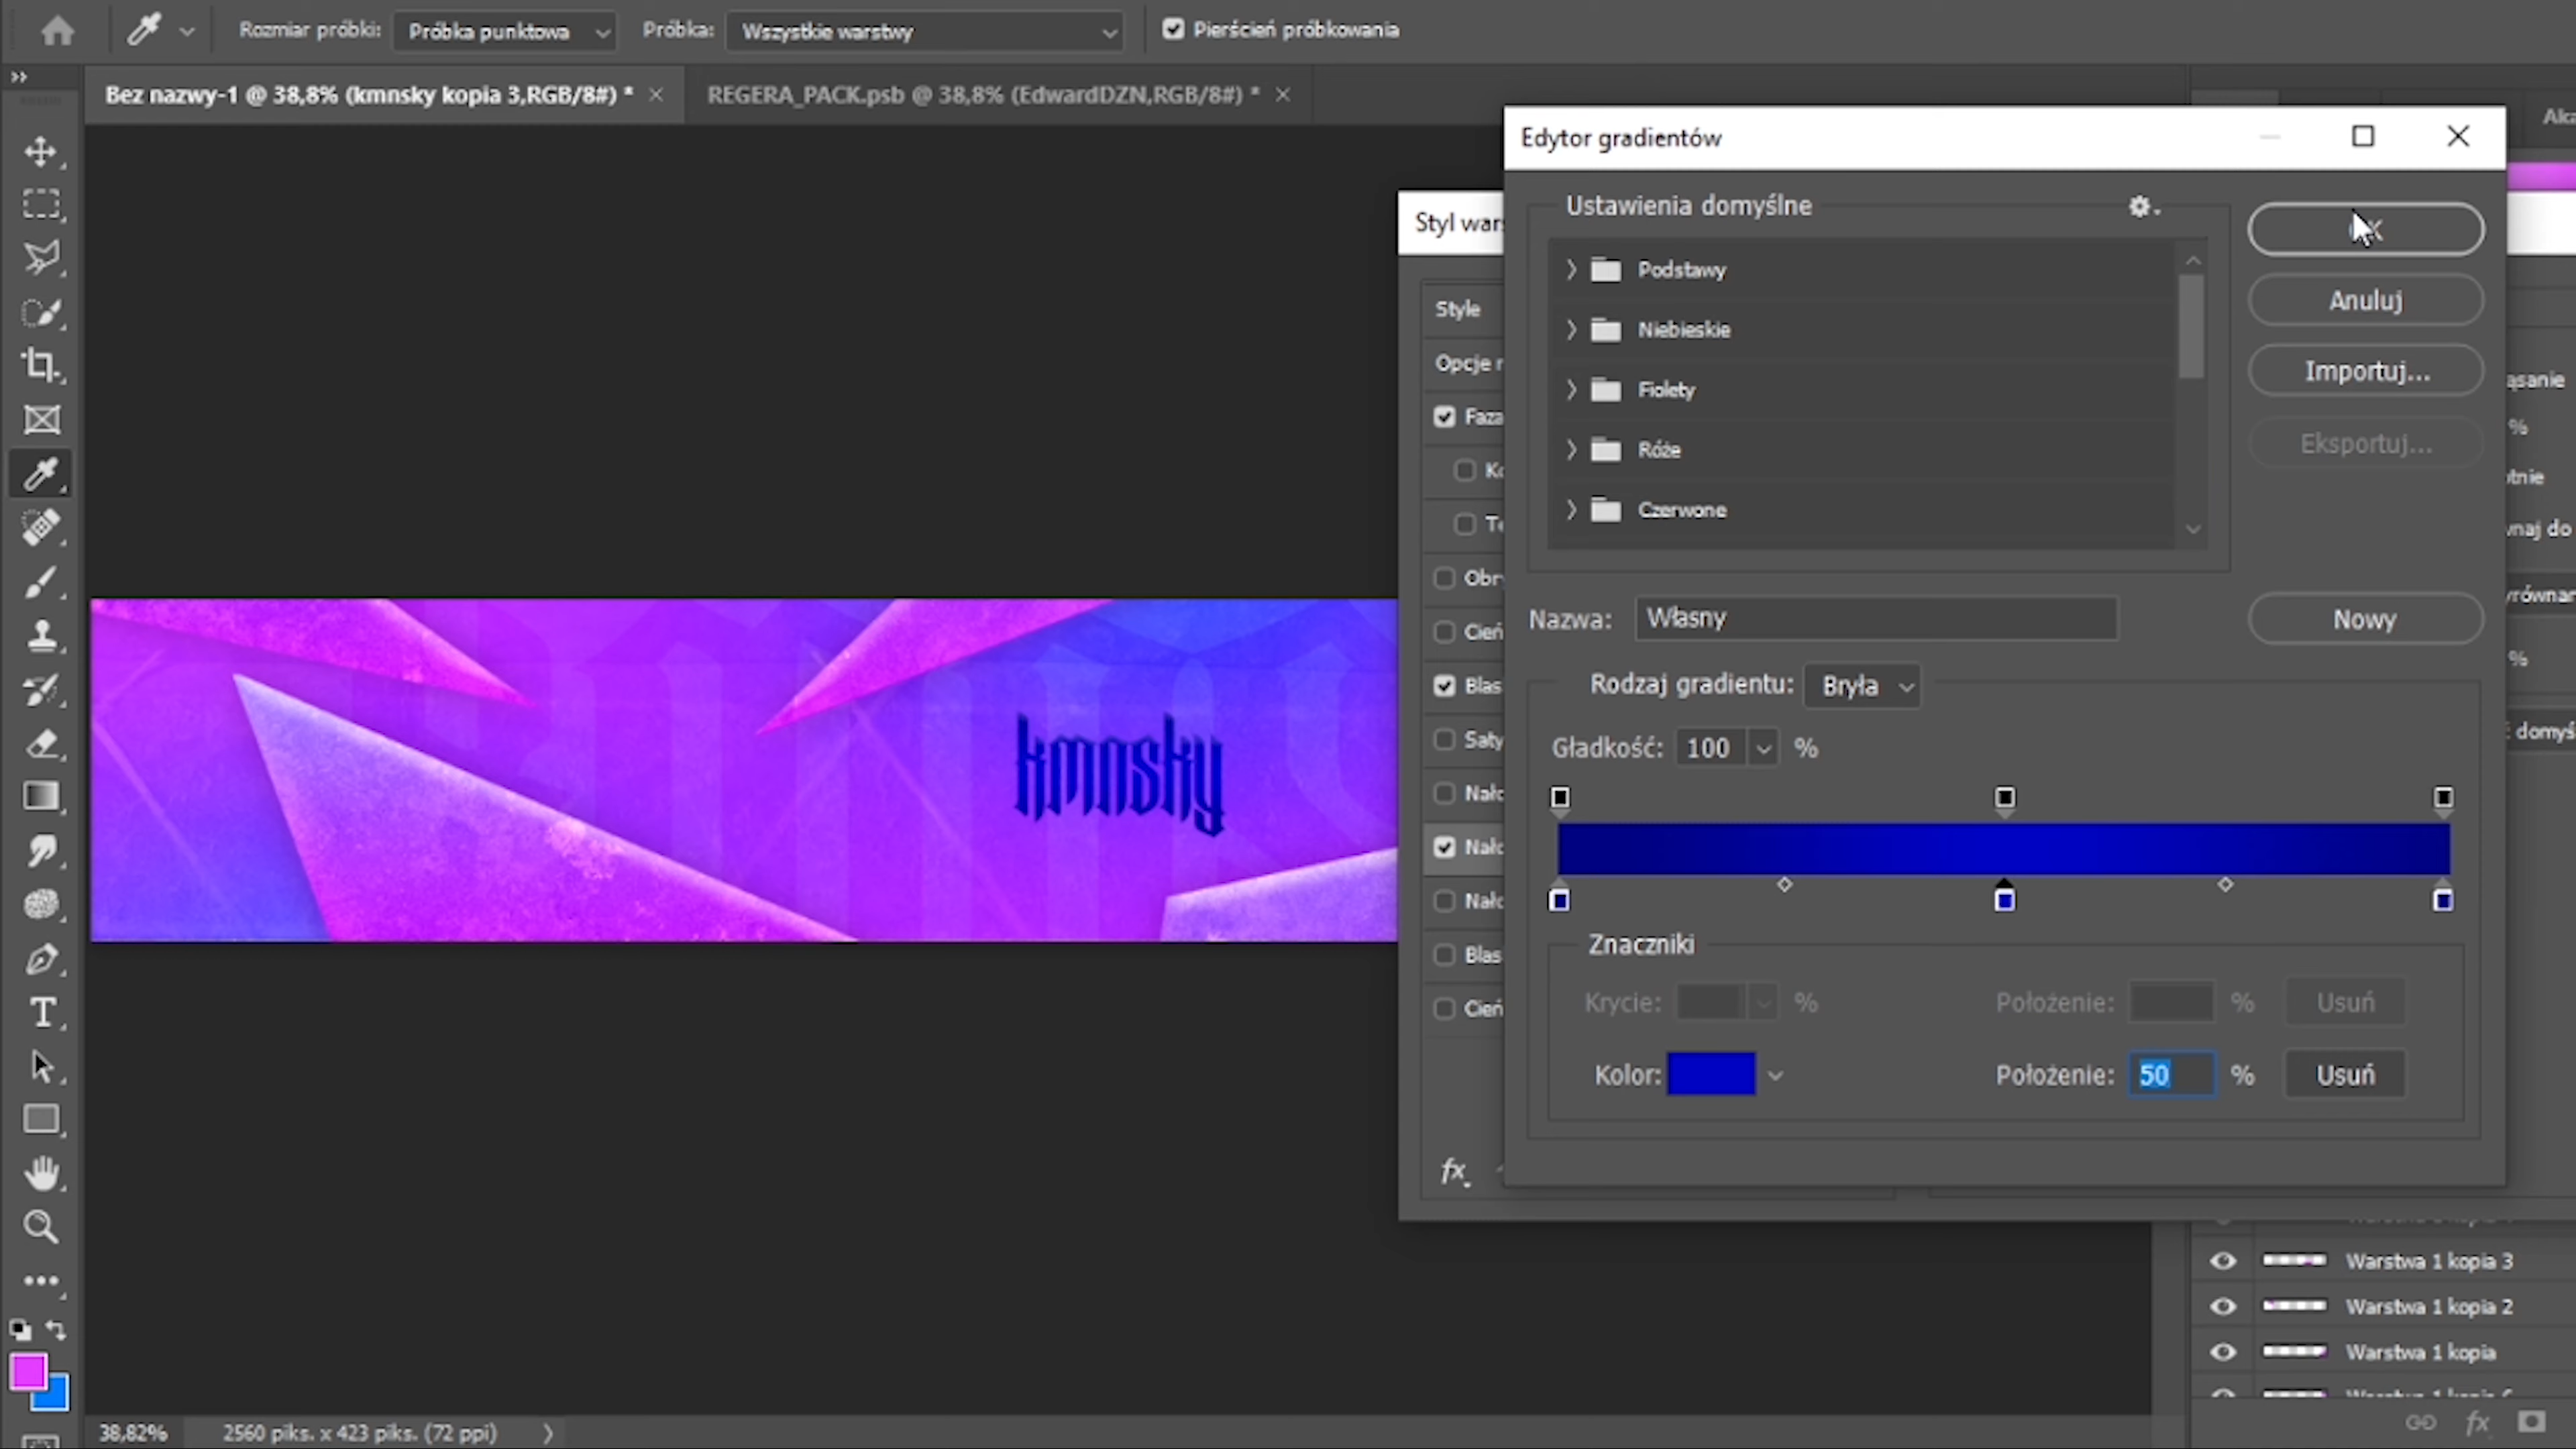 Rozmiar próbki: Próbka punktowa Próbka: Wszystkie warstwy Pierścień próbkowania
Bez nazwy-1 @ 38,8% (kmnsky kopia 3,RGB/8#) *
REGERA_PACK.psb @ 38,8% (EdwardDZN,RGB/8#) *
Edytor gradientów
Ustawienia domyślne
Podstawy
Niebieskie
Fiolety
Róże
Czerwone
Anuluj
Importuj...
Eksportuj...
Nazwa: Własny
Nowy
Rodzaj gradientu: Bryła
Gładkość: 100 %
Znaczniki
Krycie: % Położenie: % Usuń
Kolor: Położenie: 50 % Usuń
Styl
Style
Opcje
fx
kmnsky
%
%
Warstwa 1 kopia 3
Warstwa 1 kopia 2
Warstwa 1 kopia
fx
38,82% 2560 piks. x 423 piks. (72 ppi)